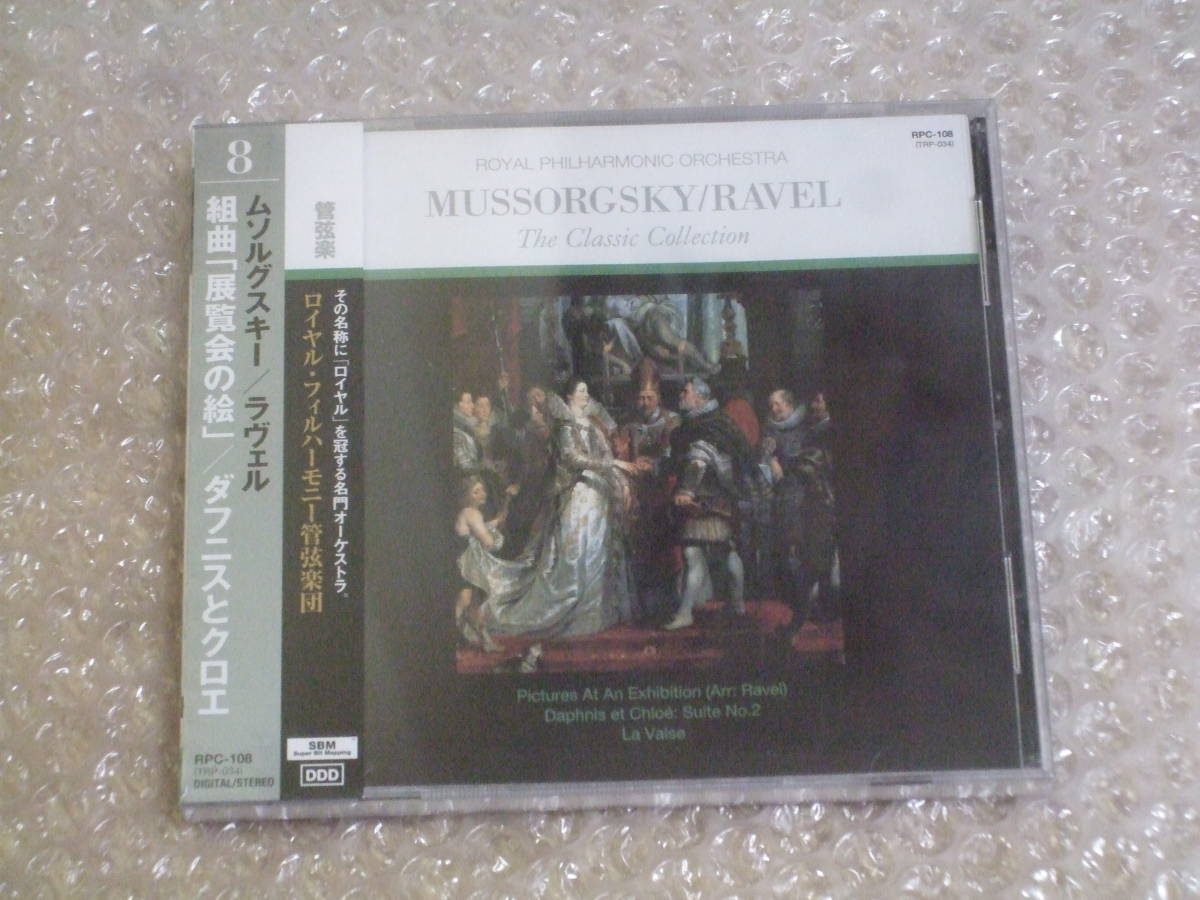 8
ムソルグスキー/ラヴェル
組曲「展覧会の絵」/ダフニスとクロエ
RPC-108
(TRP-034)
DIGITAL/STEREO
管弦楽
その名称に「ロイヤル」を冠する名門オーケストラ。
ロイヤル・フィルハーモニー管弦楽団
SBM
Super Bit Mapping
DDD
RPC-108
(TRP-034)
ROYAL PHILHARMONIC ORCHESTRA
MUSSORGSKY/RAVEL
The Classic Collection
Pictures At An Exhibition (Arr: Ravel)
Daphnis et Chloé: Suite No.2
La Valse